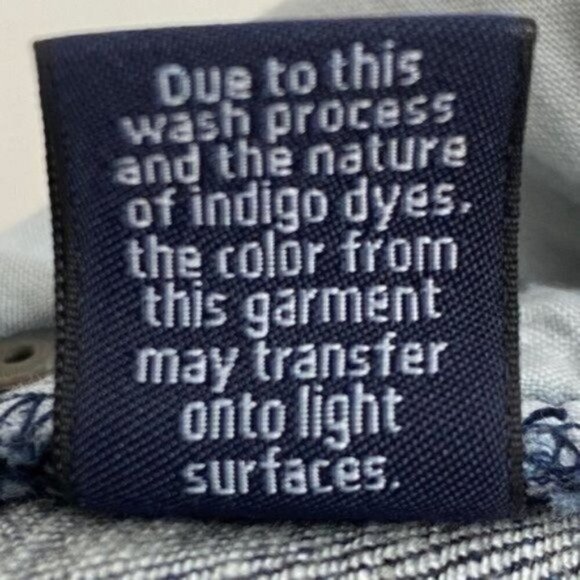 Due to this
wash process
and the nature
of indigo dyes,
the color from
this garment
may transfer
onto light
surfaces.